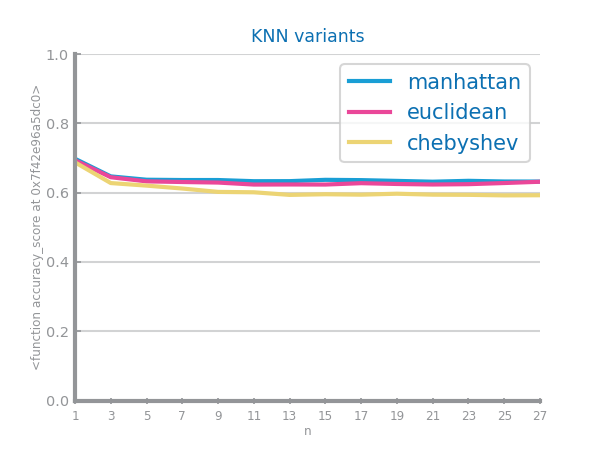 KNN variants
manhattan
euclidean
chebyshev
<function accuracy_score at 0x7f42e96a5dc0>
1.0
0.8
0.6
0.4
0.2
0.0
1 3 5 7 9 11 13 15 17 19 21 23 25 27
n